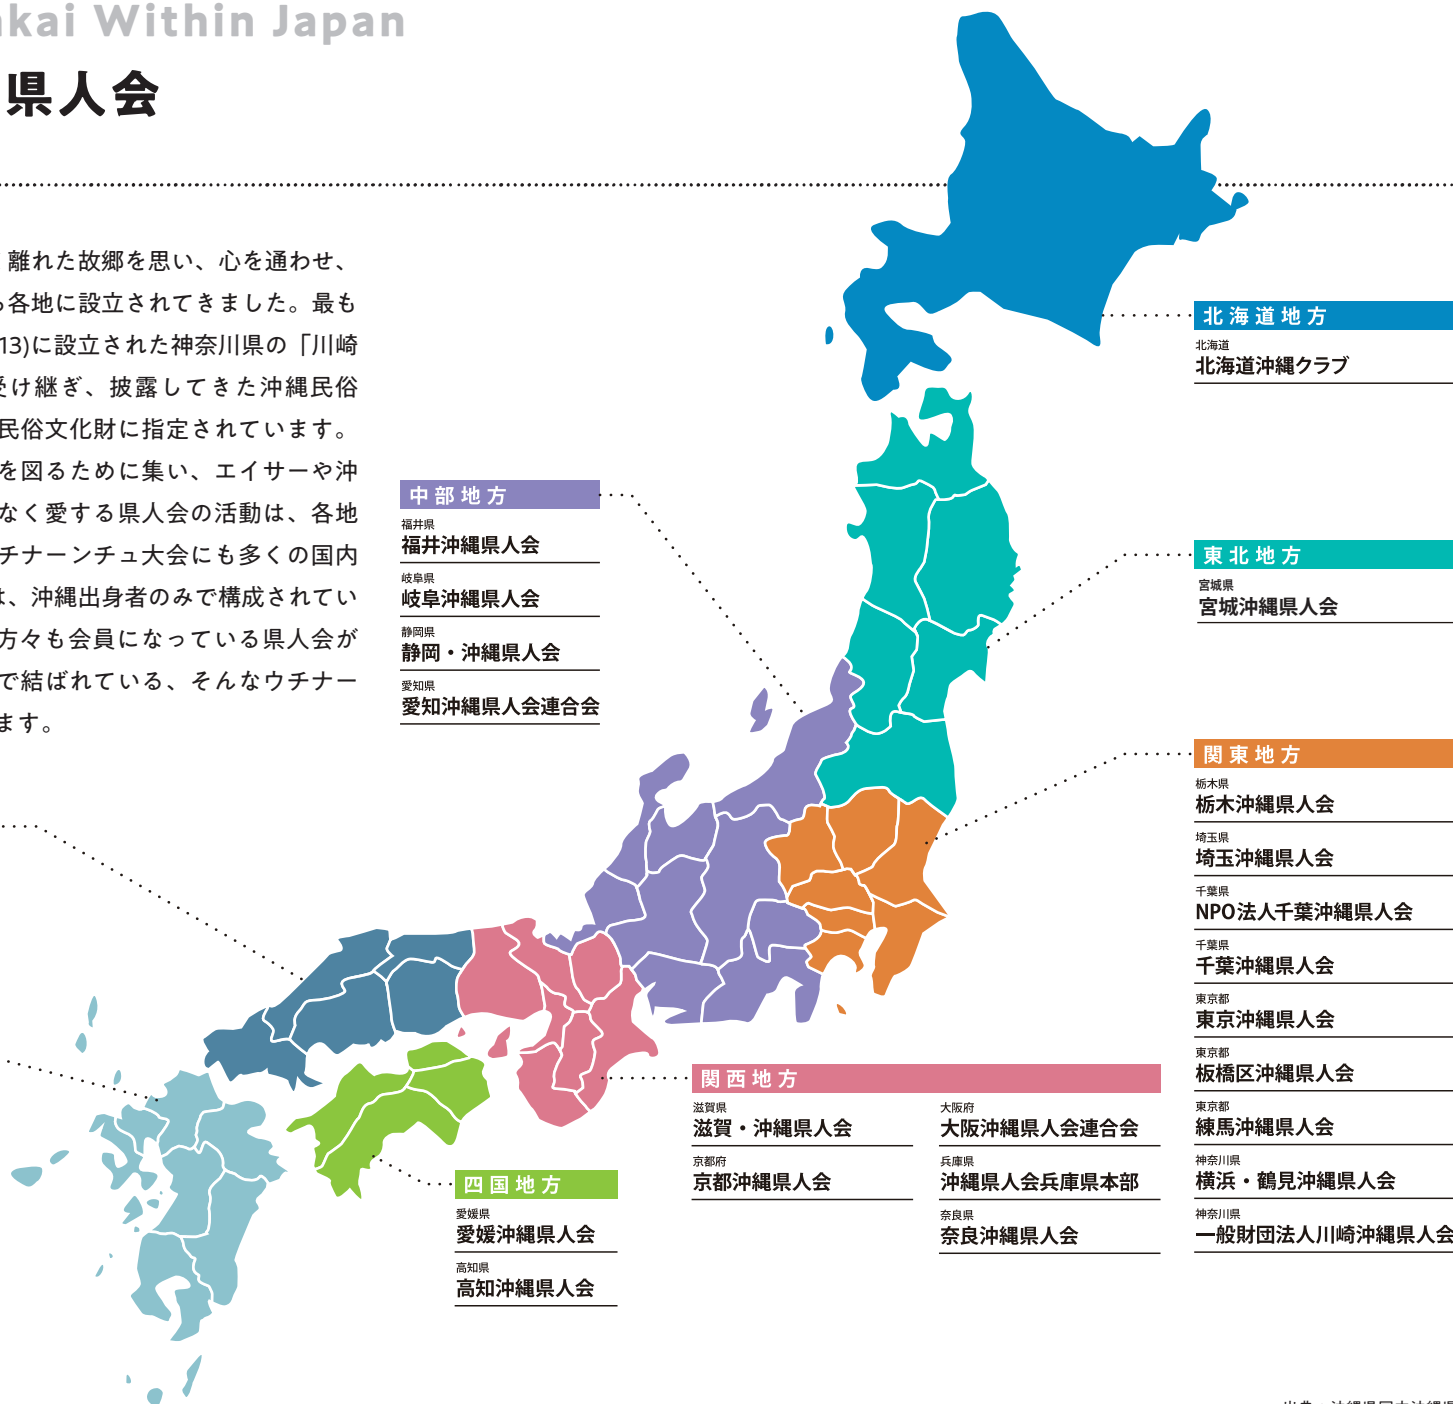 kai Within Japan
県人会
離れた故郷を思い、心を通わせ、
各地に設立されてきました。最も
13)に設立された神奈川県の「川崎
受け継ぎ、披露してきた沖縄民俗
民俗文化財に指定されています。
を図るために集い、エイサーや沖
なく愛する県人会の活動は、各地
チナーンチュ大会にも多くの国内
は、沖縄出身者のみで構成されてい
方々も会員になっている県人会が
で結ばれている、そんなウチナー
ます。
北海道地方
北海道
北海道沖縄クラブ
中部地方
福井県
福井沖縄県人会
岐阜県
岐阜沖縄県人会
静岡県
静岡・沖縄県人会
愛知県
愛知沖縄県人会連合会
東北地方
宮城県
宮城沖縄県人会
関東地方
栃木県
栃木沖縄県人会
埼玉県
埼玉沖縄県人会
千葉県
NPO法人千葉沖縄県人会
千葉県
千葉沖縄県人会
東京都
東京沖縄県人会
東京都
板橋区沖縄県人会
東京都
練馬沖縄県人会
神奈川県
横浜・鶴見沖縄県人会
神奈川県
一般財団法人川崎沖縄県人会
関西地方
滋賀県
滋賀・沖縄県人会
京都府
京都沖縄県人会
大阪府
大阪沖縄県人会連合会
兵庫県
沖縄県人会兵庫県本部
奈良県
奈良沖縄県人会
四国地方
愛媛県
愛媛沖縄県人会
高知県
高知沖縄県人会